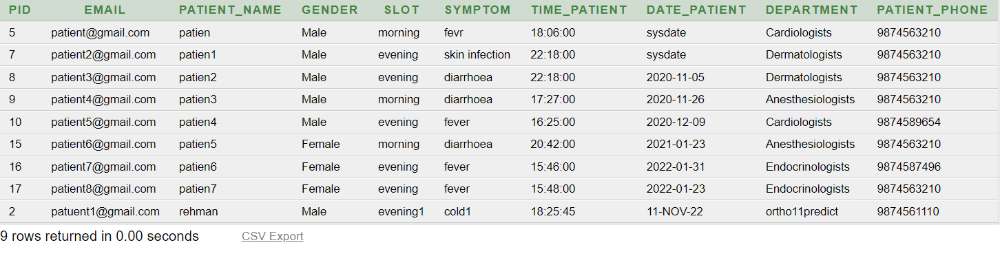 PID EMAIL PATIENT_NAME GENDER SLOT SYMPTOM TIME_PATIENT DATE_PATIENT DEPARTMENT PATIENT_PHONE
5 patient@gmail.com patien Male morning fevr 18:06:00 sysdate Cardiologists 9874563210
7 patient2@gmail.com patien1 Male evening skin infection 22:18:00 sysdate Dermatologists 9874563210
8 patient3@gmail.com patien2 Male evening diarrhoea 22:18:00 2020-11-05 Dermatologists 9874563210
9 patient4@gmail.com patien3 Male morning diarrhoea 17:27:00 2020-11-26 Anesthesiologists 9874563210
10 patient5@gmail.com patien4 Male evening fever 16:25:00 2020-12-09 Cardiologists 9874589654
15 patient6@gmail.com patien5 Female morning diarrhoea 20:42:00 2021-01-23 Anesthesiologists 9874563210
16 patient7@gmail.com patien6 Female evening fever 15:46:00 2022-01-31 Endocrinologists 9874587496
17 patient8@gmail.com patien7 Female evening fever 15:48:00 2022-01-23 Endocrinologists 9874563210
2 patuent1@gmail.com rehman Male evening1 cold1 18:25:45 11-NOV-22 ortho11predict 9874561110
9 rows returned in 0.00 seconds CSV Export